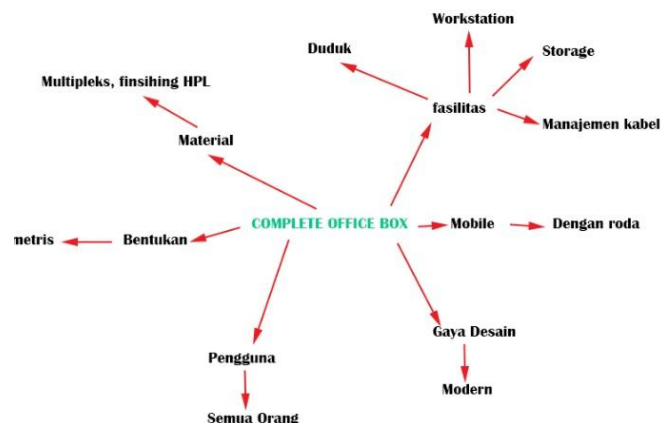 Workstation
Duduk
Storage
Multipleks, finsihing HPL
fasilitas
Manajemen kabel
Material
COMPLETE OFFICE BOX
Mobile
Dengan roda
metris
Bentukan
Gaya Desain
Pengguna
Modern
Semua Orang